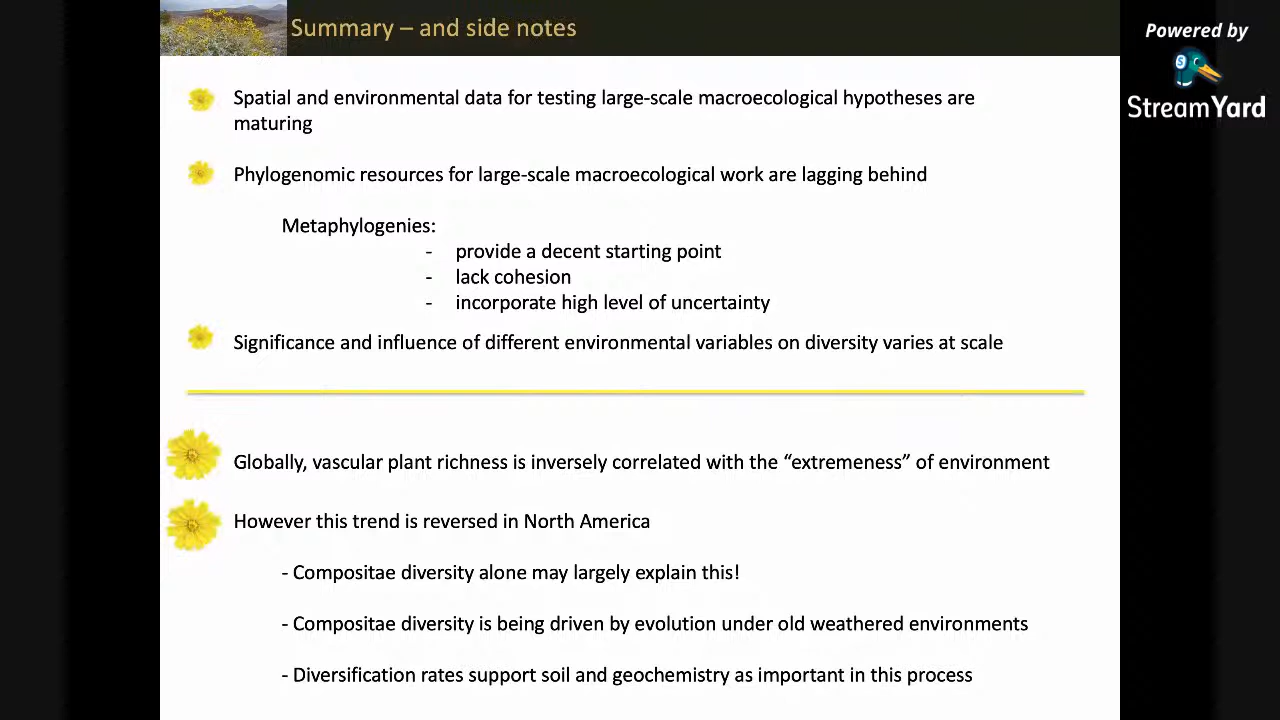 Summary – and side notes
Powered by
S
StreamYard
Spatial and environmental data for testing large-scale macroecological hypotheses are
maturing
Phylogenomic resources for large-scale macroecological work are lagging behind
Metaphylogenies:
- provide a decent starting point
- lack cohesion
- incorporate high level of uncertainty
Significance and influence of different environmental variables on diversity varies at scale
Globally, vascular plant richness is inversely correlated with the “extremeness” of environment
However this trend is reversed in North America
- Compositae diversity alone may largely explain this!
- Compositae diversity is being driven by evolution under old weathered environments
- Diversification rates support soil and geochemistry as important in this process